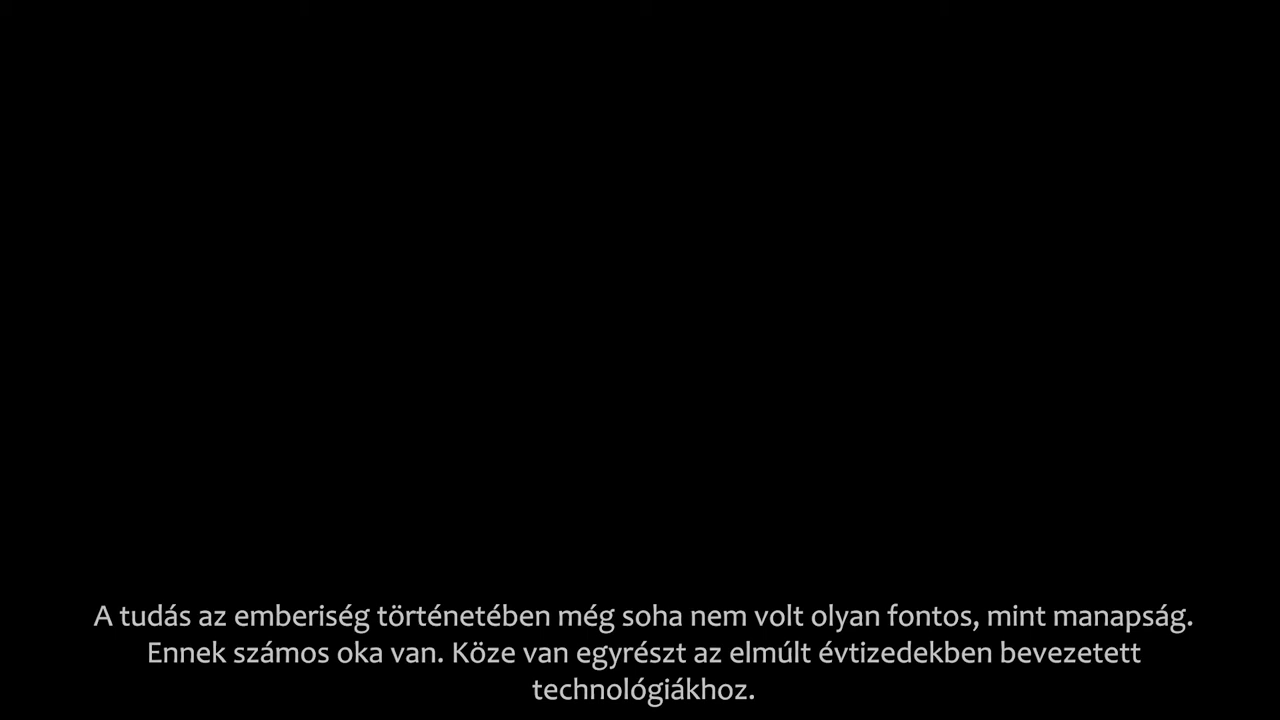 A tudás az emberiség történetében még soha nem volt olyan fontos, mint manapság.
Ennek számos oka van. Köze van egyrészt az elmúlt évtizedekben bevezetett
technológiákhoz.